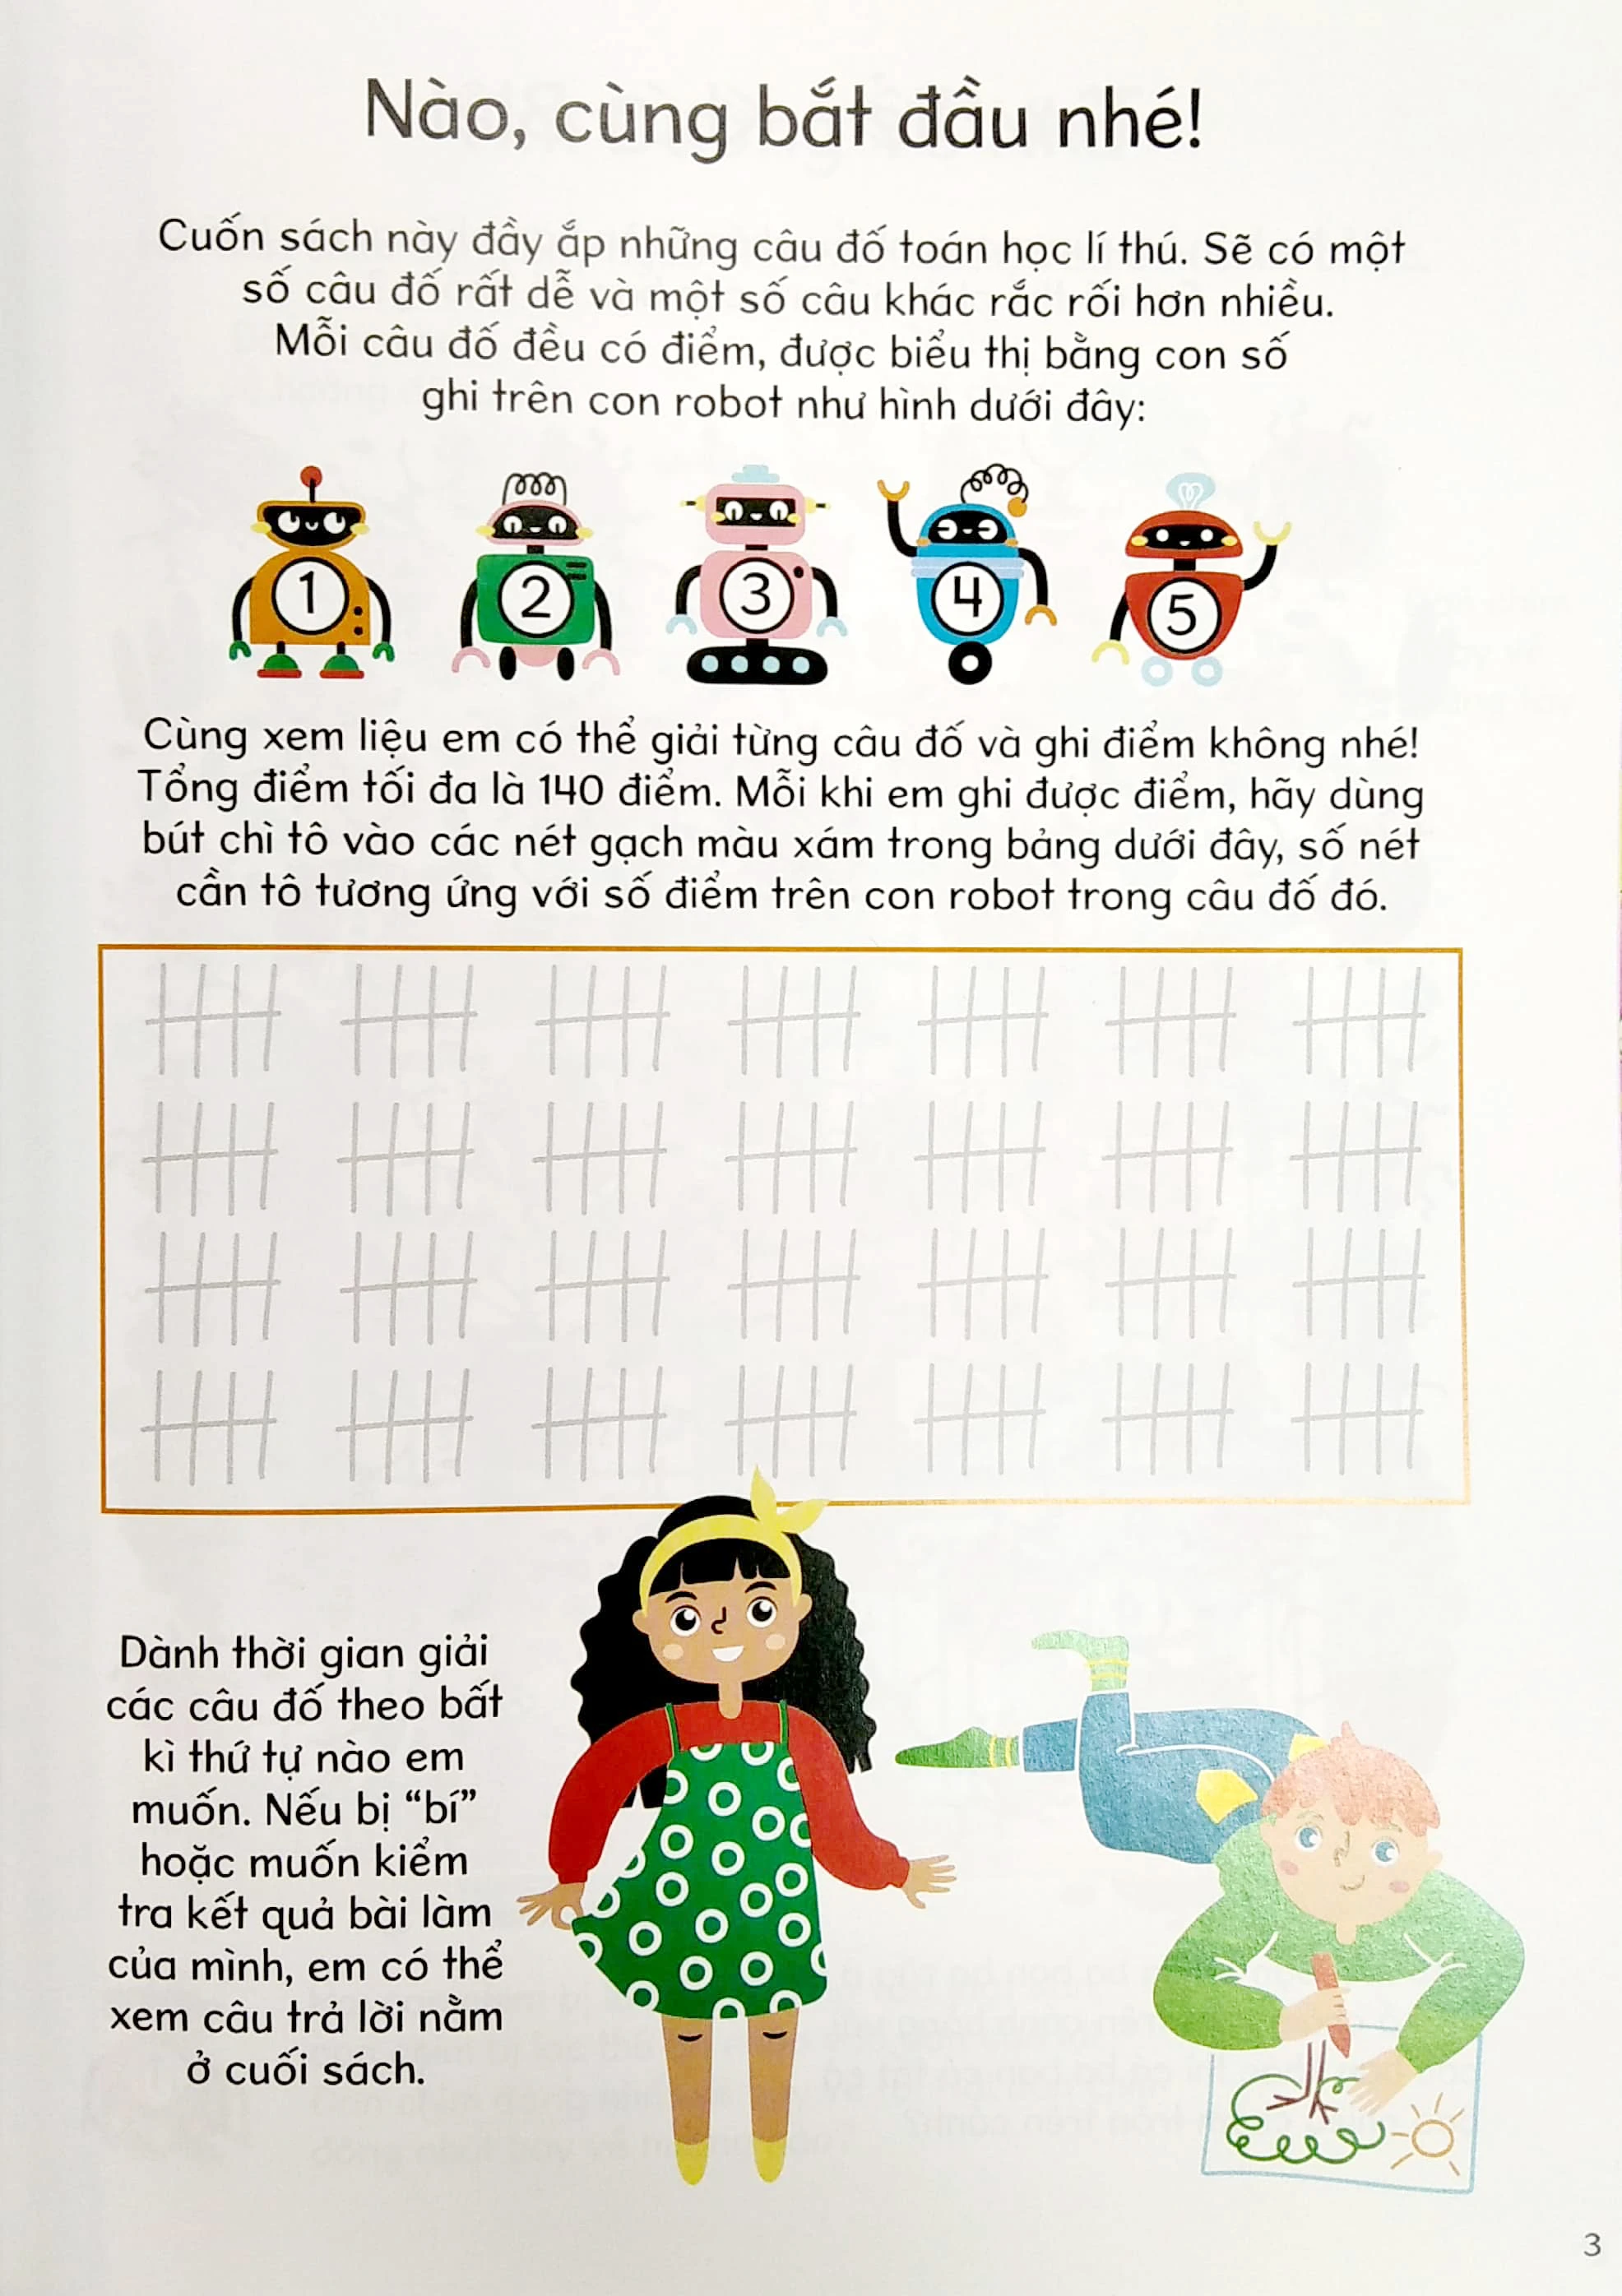 Nào, cùng bắt đầu nhé!
Cuốn sách này đầy ắp những câu đố toán học lí thú. Sẽ có một
số câu đố rất dễ và một số câu khác rắc rối hơn nhiều.
Mỗi câu đố đều có điểm, được biểu thị bằng con số
ghi trên con robot như hình dưới đây:
1 2 3 4 5
Cùng xem liệu em có thể giải từng câu đố và ghi điểm không nhé!
Tổng điểm tối đa là 140 điểm. Mỗi khi em ghi được điểm, hãy dùng
bút chì tô vào các nét gạch màu xám trong bảng dưới đây, số nét
cần tô tương ứng với số điểm trên con robot trong câu đố đó.
Dành thời gian giải
các câu đố theo bất
kì thứ tự nào em
muốn. Nếu bị “bí”
hoặc muốn kiểm
tra kết quả bài làm
của mình, em có thể
xem câu trả lời nằm
ở cuối sách.
3